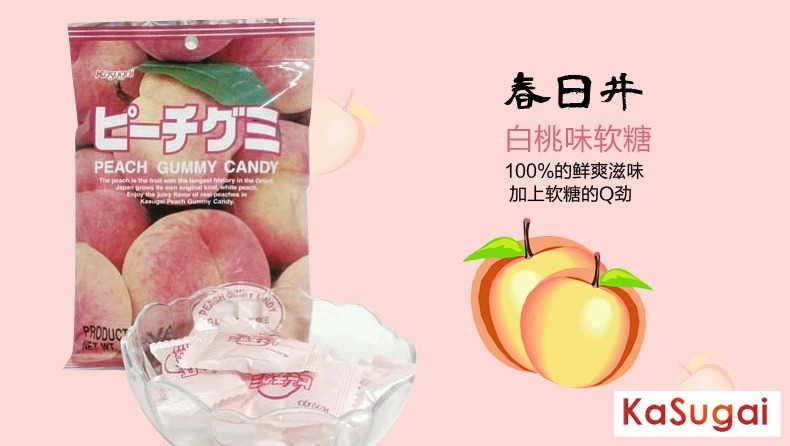 Kasugai
ピーチグミ
PEACH GUMMY CANDY
The peach is the fruit with the longest history in the Orient.
Japan grows its own original kind, white peach.
Enjoy the juicy flavor of real peaches in
Kasugai Peach Gummy Candy.
PRODUCT
NET WT.
PEACH GUMMY CANDY
春日井
白桃味软糖
100%的鲜爽滋味
加上软糖的Q劲
KaSugai